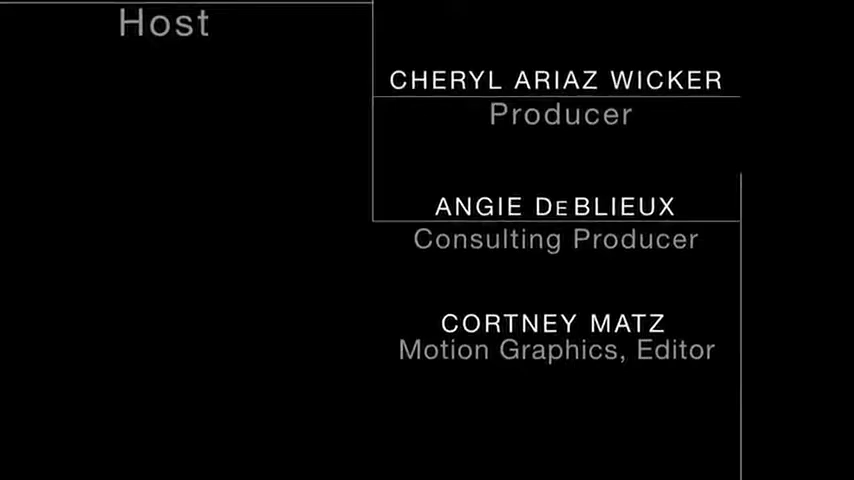 Host
CHERYL ARIAZ WICKER
Producer
ANGIE DEBLIEUX
Consulting Producer
CORTNEY MATZ
Motion Graphics, Editor